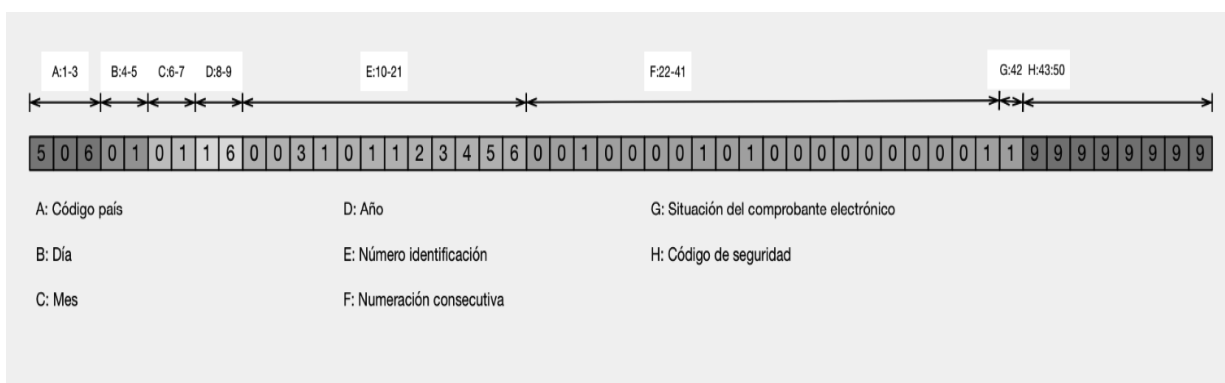 A:1-3 B:4-5 C:6-7 D:8-9 E:10-21 F:22-41 G:42 H:43:50
5 0 6 0 1 0 1 1 6 0 0 3 1 0 1 1 2 3 4 5 6 0 0 1 0 0 0 0 1 0 1 0 0 0 0 0 0 0 0 0 1 1 9 9 9 9 9 9 9 9
A: Código país D: Año G: Situación del comprobante electrónico
B: Día E: Número identificación H: Código de seguridad
C: Mes F: Numeración consecutiva